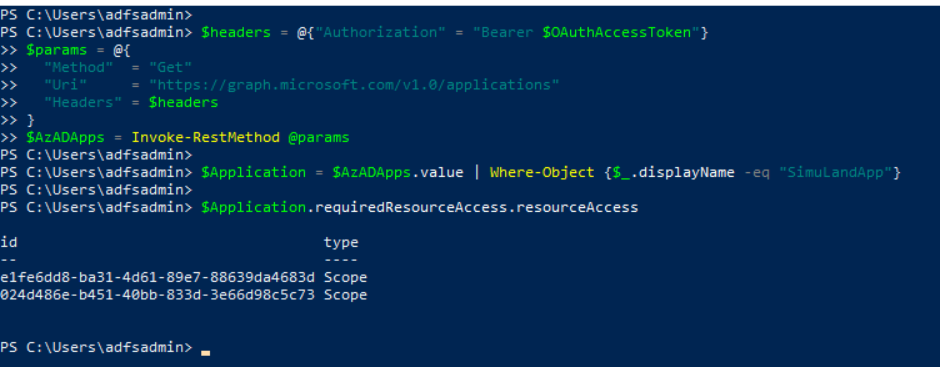 PS C:\Users\adfsadmin>
PS C:\Users\adfsadmin> $headers = @{"Authorization" = "Bearer $OAuthAccessToken"}
>> $params = @{
>>   "Method"  = "Get"
>>   "Uri"     = "https://graph.microsoft.com/v1.0/applications"
>>   "Headers" = $headers
>> }
>> $AzADApps = Invoke-RestMethod @params
PS C:\Users\adfsadmin>
PS C:\Users\adfsadmin> $Application = $AzADApps.value | Where-Object {$_.displayName -eq "SimuLandApp"}
PS C:\Users\adfsadmin>
PS C:\Users\adfsadmin> $Application.requiredResourceAccess.resourceAccess
id                                   type
--                                   ----
e1fe6dd8-ba31-4d61-89e7-88639da4683d Scope
024d486e-b451-40bb-833d-3e66d98c5c73 Scope
PS C:\Users\adfsadmin>